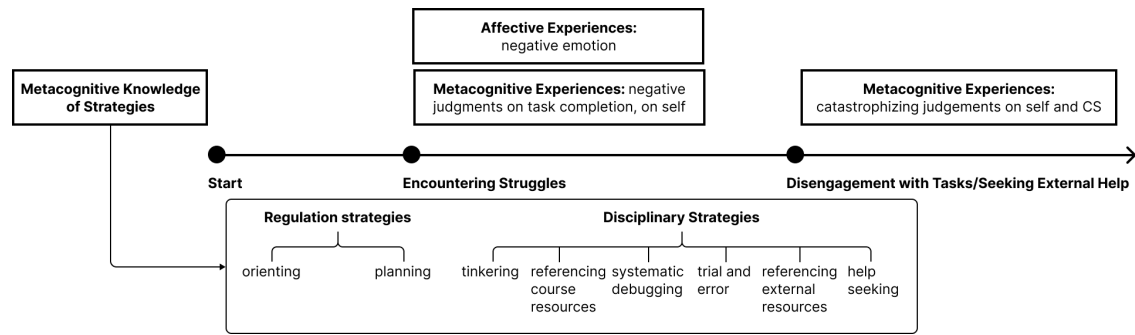 Affective Experiences:
negative emotion
Metacognitive Knowledge
of Strategies
Metacognitive Experiences: negative
judgments on task completion, on self
Metacognitive Experiences:
catastrophizing judgements on self and CS
Start
Encountering Struggles
Disengagement with Tasks/Seeking External Help
Regulation strategies
orienting
planning
Disciplinary Strategies
tinkering
referencing
course
resources
systematic
debugging
trial and
error
referencing
external
resources
help
seeking